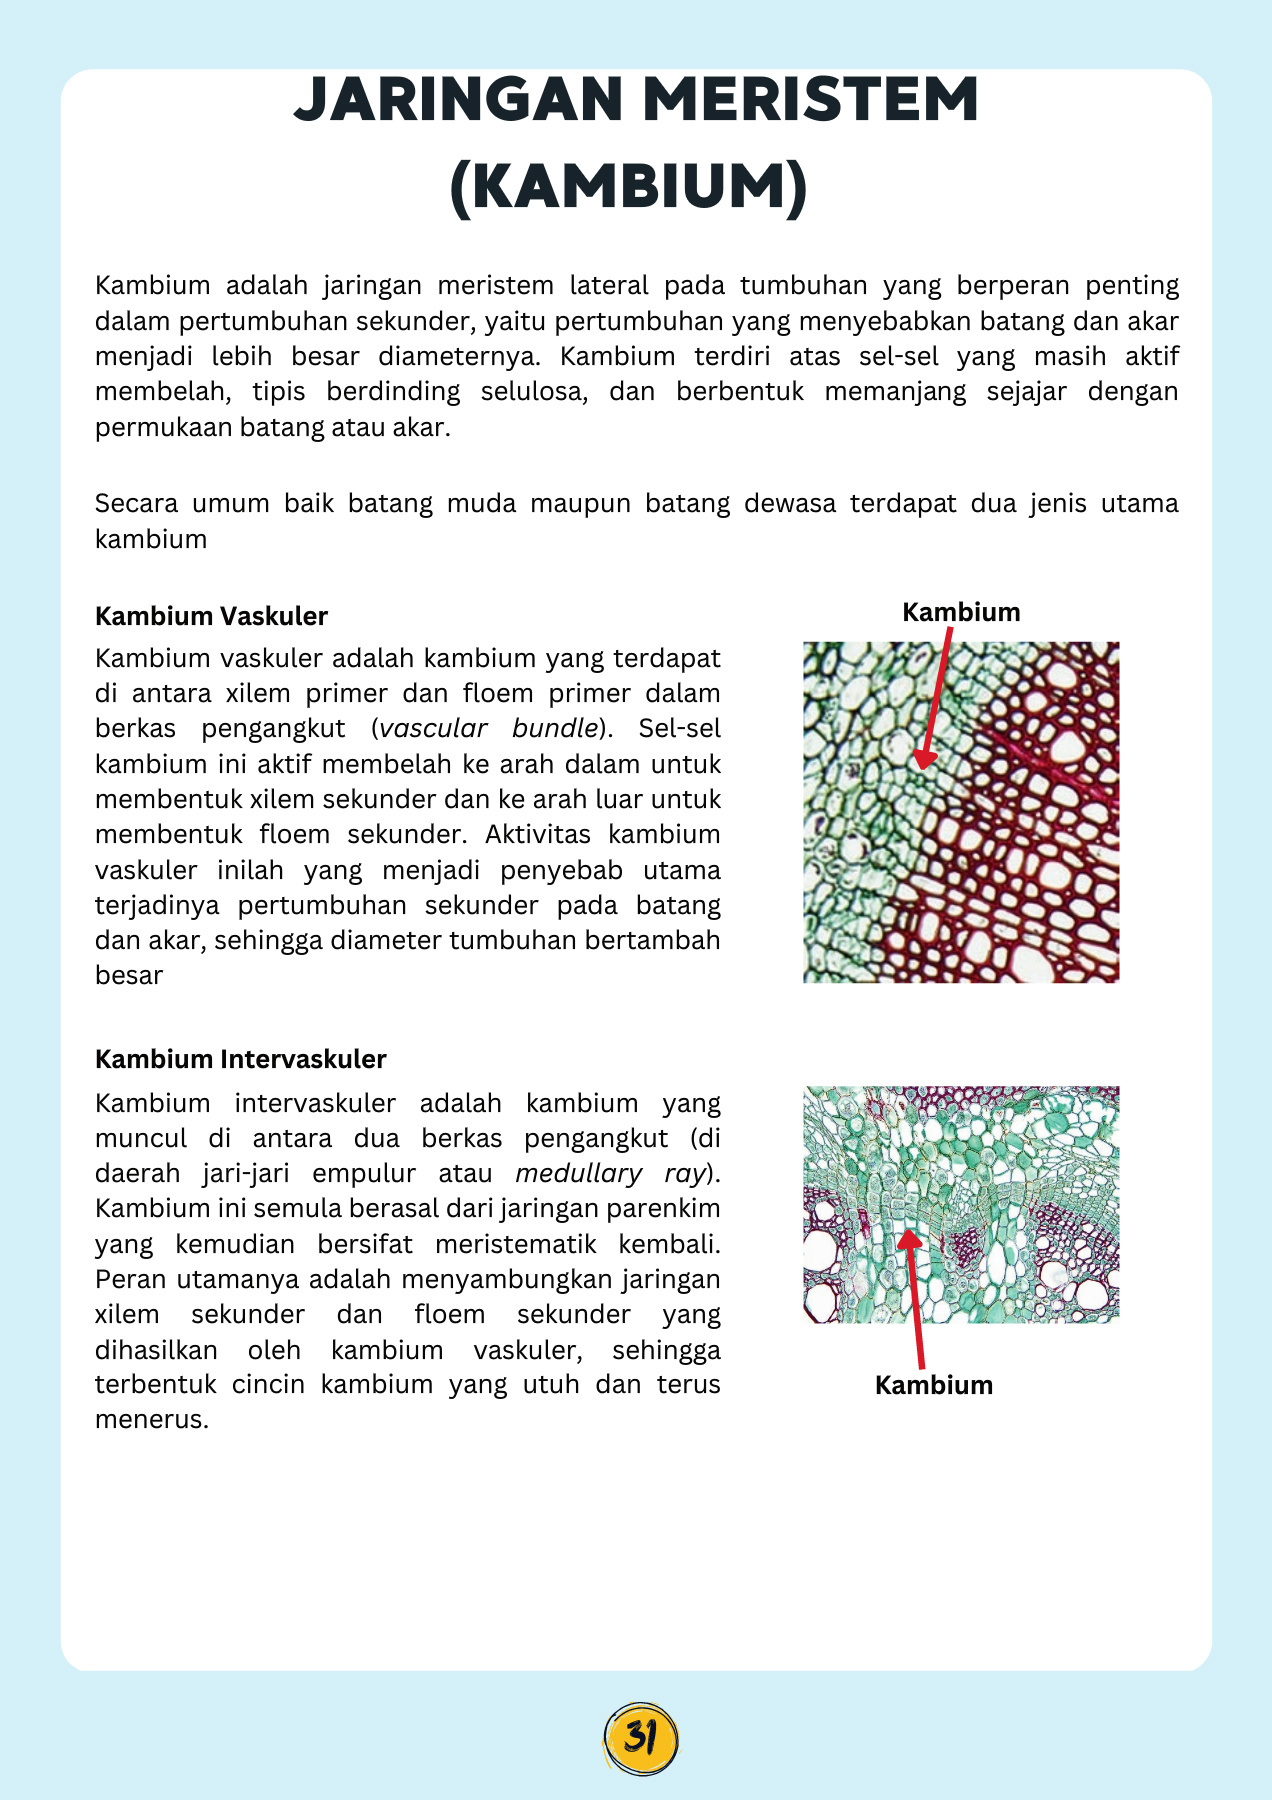 JARINGAN MERISTEM
(KAMBIUM)
Kambium adalah jaringan meristem lateral pada tumbuhan yang berperan penting
dalam pertumbuhan sekunder, yaitu pertumbuhan yang menyebabkan batang dan akar
menjadi lebih besar diameternya. Kambium terdiri atas sel-sel yang masih aktif
membelah, tipis berdinding selulosa, dan berbentuk memanjang sejajar dengan
permukaan batang atau akar.
Secara umum baik batang muda maupun batang dewasa terdapat dua jenis utama
kambium
Kambium Vaskuler
Kambium vaskuler adalah kambium yang terdapat
di antara xilem primer dan floem primer dalam
berkas pengangkut (vascular bundle). Sel-sel
kambium ini aktif membelah ke arah dalam untuk
membentuk xilem sekunder dan ke arah luar untuk
membentuk floem sekunder. Aktivitas kambium
vaskuler inilah yang menjadi penyebab utama
terjadinya pertumbuhan sekunder pada batang
dan akar, sehingga diameter tumbuhan bertambah
besar
Kambium
Kambium Intervaskuler
Kambium intervaskuler adalah kambium yang
muncul di antara dua berkas pengangkut (di
daerah jari-jari empulur atau medullary ray).
Kambium ini semula berasal dari jaringan parenkim
yang kemudian bersifat meristematik kembali.
Peran utamanya adalah menyambungkan jaringan
xilem sekunder dan floem sekunder yang
dihasilkan oleh kambium vaskuler, sehingga
terbentuk cincin kambium yang utuh dan terus
menerus.
Kambium
31